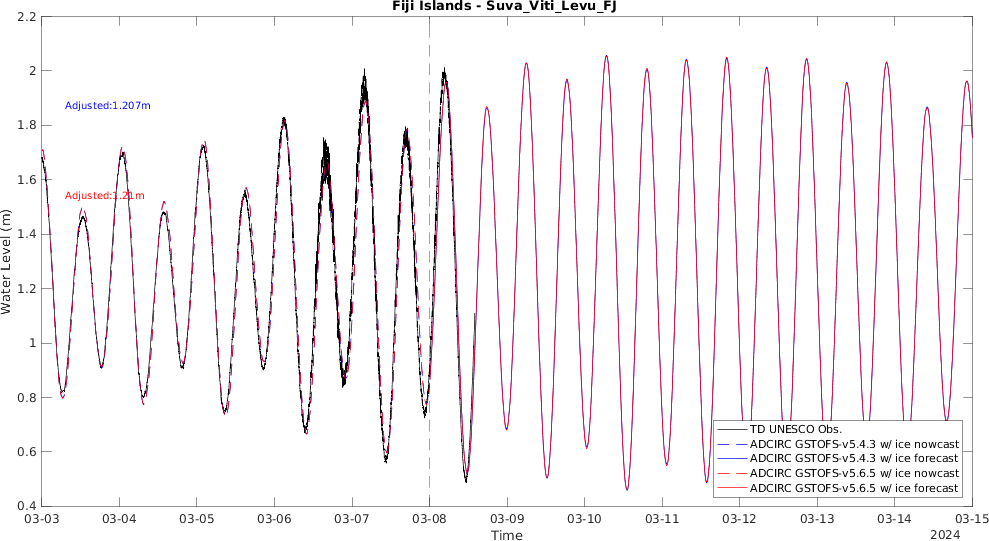 Fiji Islands - Suva_Viti_Levu_FJ
2.2
2
1.8
1.6
1.4
1.2
1
0.8
0.6
0.4
Water Level (m)
Adjusted:1.207m
Adjusted:1.21m
TD UNESCO Obs.
ADCIRC GSTOFS-v5.4.3 w/ ice nowcast
ADCIRC GSTOFS-v5.4.3 w/ ice forecast
ADCIRC GSTOFS-v5.6.5 w/ ice nowcast
ADCIRC GSTOFS-v5.6.5 w/ ice forecast
03-03 03-04 03-05 03-06 03-07 03-08 03-09 03-10 03-11 03-12 03-13 03-14 03-15
Time
2024